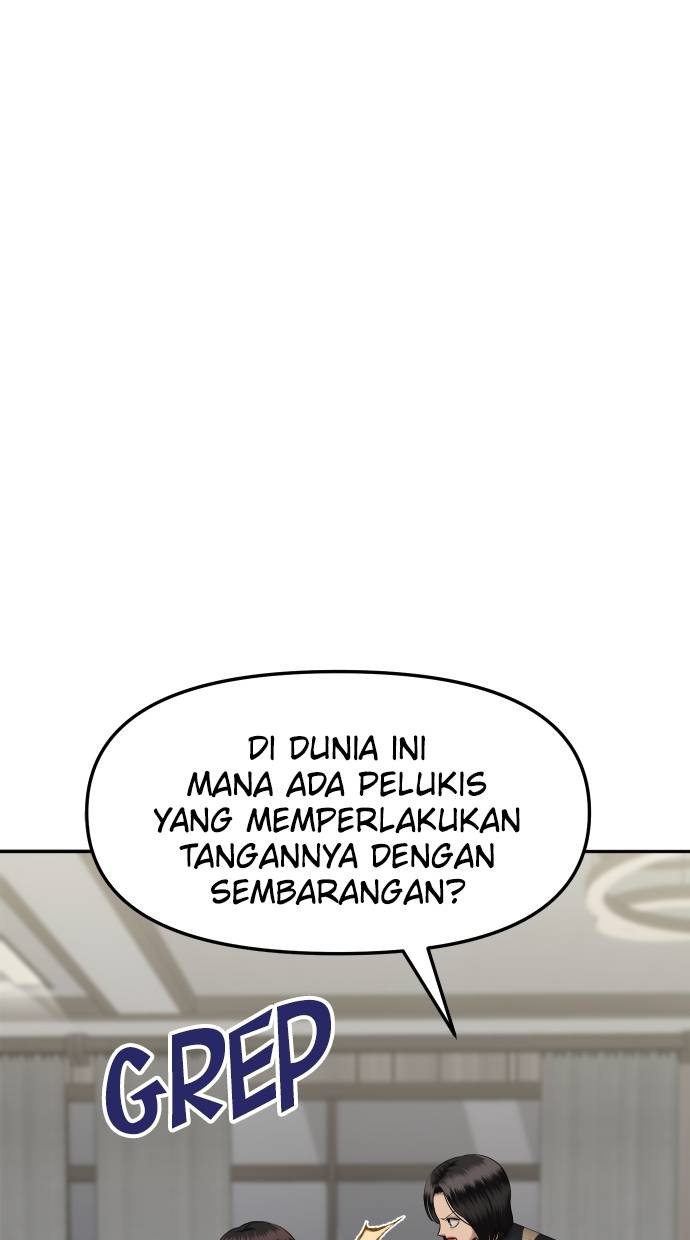 DI DUNIA INI
MANA ADA PELUKIS
YANG MEMPERLAKUKAN
TANGANNYA DENGAN
SEMBARANGAN?
GREP